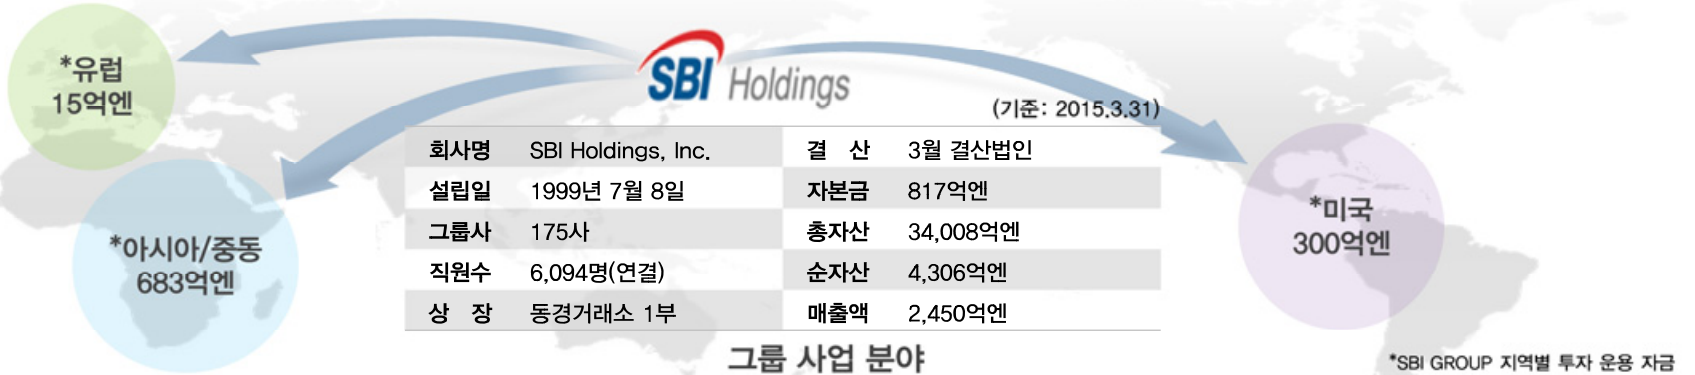 SBI Holdings
*유럽
15억엔
(기준: 2015.3.31)
회사명 SBI Holdings, Inc. 결 산 3월 결산법인
설립일 1999년 7월 8일 자본금 817억엔
그룹사 175사 총자산 34,008억엔
직원수 6,094명(연결) 순자산 4,306억엔
상 장 동경거래소 1부 매출액 2,450억엔
*아시아/중동
683억엔
*미국
300억엔
그룹 사업 분야
*SBI GROUP 지역별 투자 운용 자금